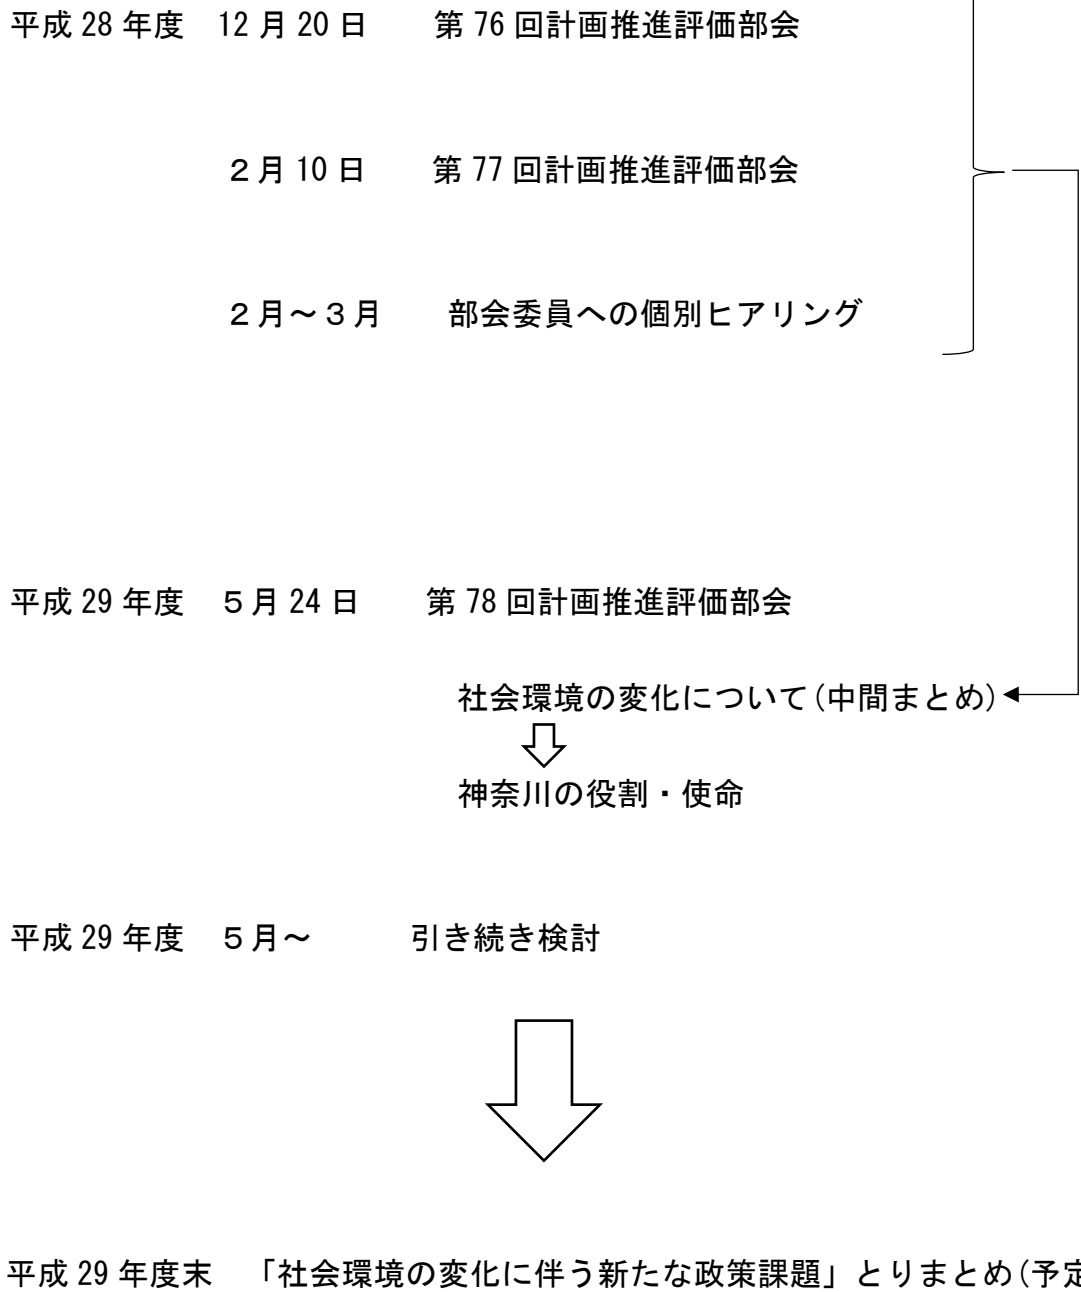 平成 28 年度　12 月 20 日　　第 76 回計画推進評価部会
２月 10 日　　第 77 回計画推進評価部会
２月～３月　　部会委員への個別ヒアリング
平成 29 年度　５月 24 日　　第 78 回計画推進評価部会
社会環境の変化について(中間まとめ)
神奈川の役割・使命
平成 29 年度　５月～　　　引き続き検討
平成 29 年度末　「社会環境の変化に伴う新たな政策課題」とりまとめ(予定